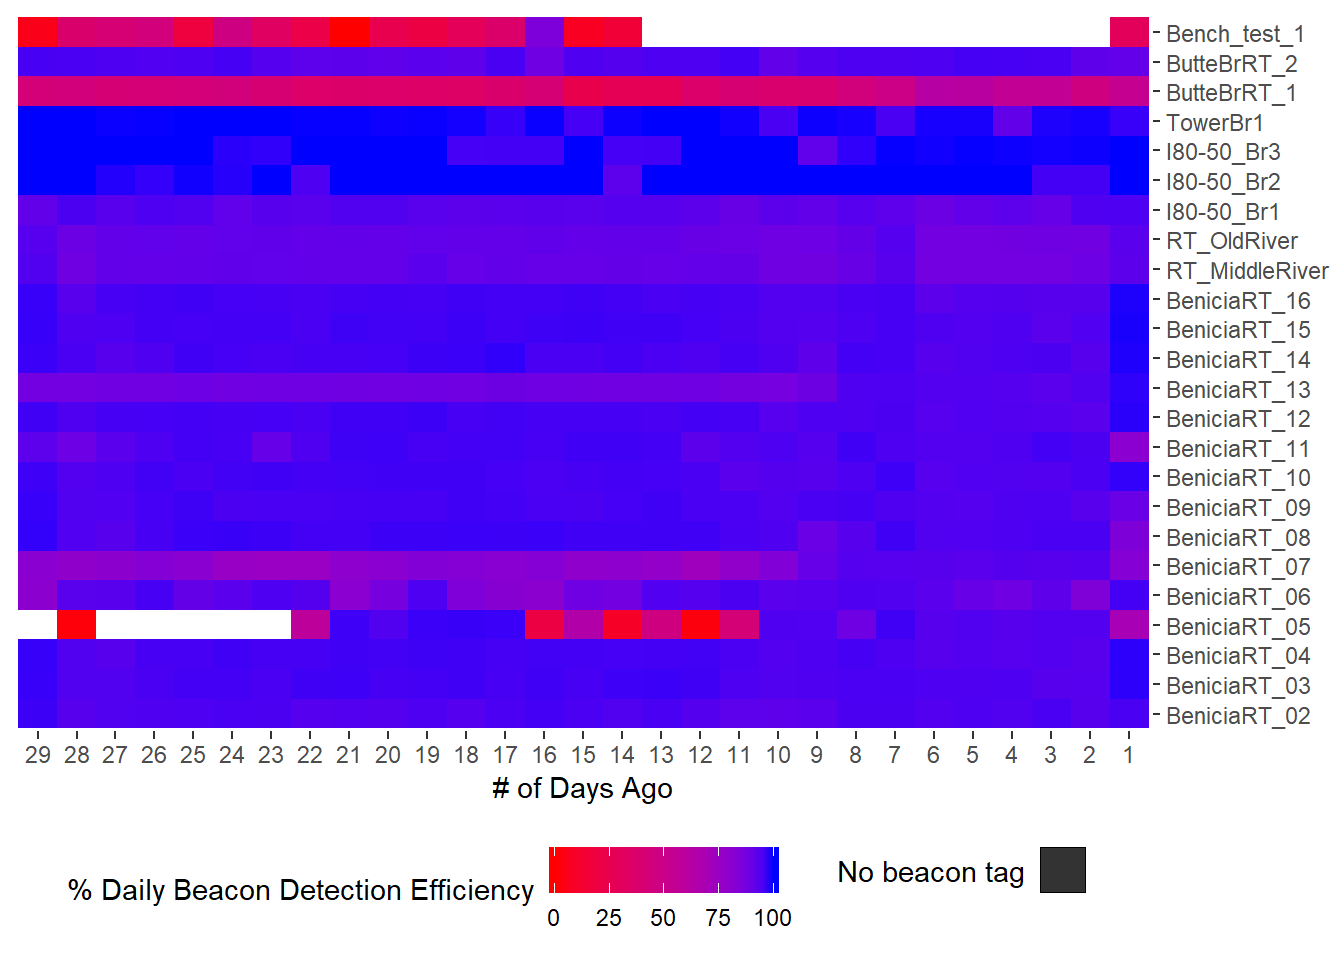 Bench_test_1
ButteBrRT_2
ButteBrRT_1
TowerBr1
I80-50_Br3
I80-50_Br2
I80-50_Br1
RT_OldRiver
RT_MiddleRiver
BeniciaRT_16
BeniciaRT_15
BeniciaRT_14
BeniciaRT_13
BeniciaRT_12
BeniciaRT_11
BeniciaRT_10
BeniciaRT_09
BeniciaRT_08
BeniciaRT_07
BeniciaRT_06
BeniciaRT_05
BeniciaRT_04
BeniciaRT_03
BeniciaRT_02
29 28 27 26 25 24 23 22 21 20 19 18 17 16 15 14 13 12 11 10 9 8 7 6 5 4 3 2 1
# of Days Ago
% Daily Beacon Detection Efficiency
0 25 50 75 100
No beacon tag